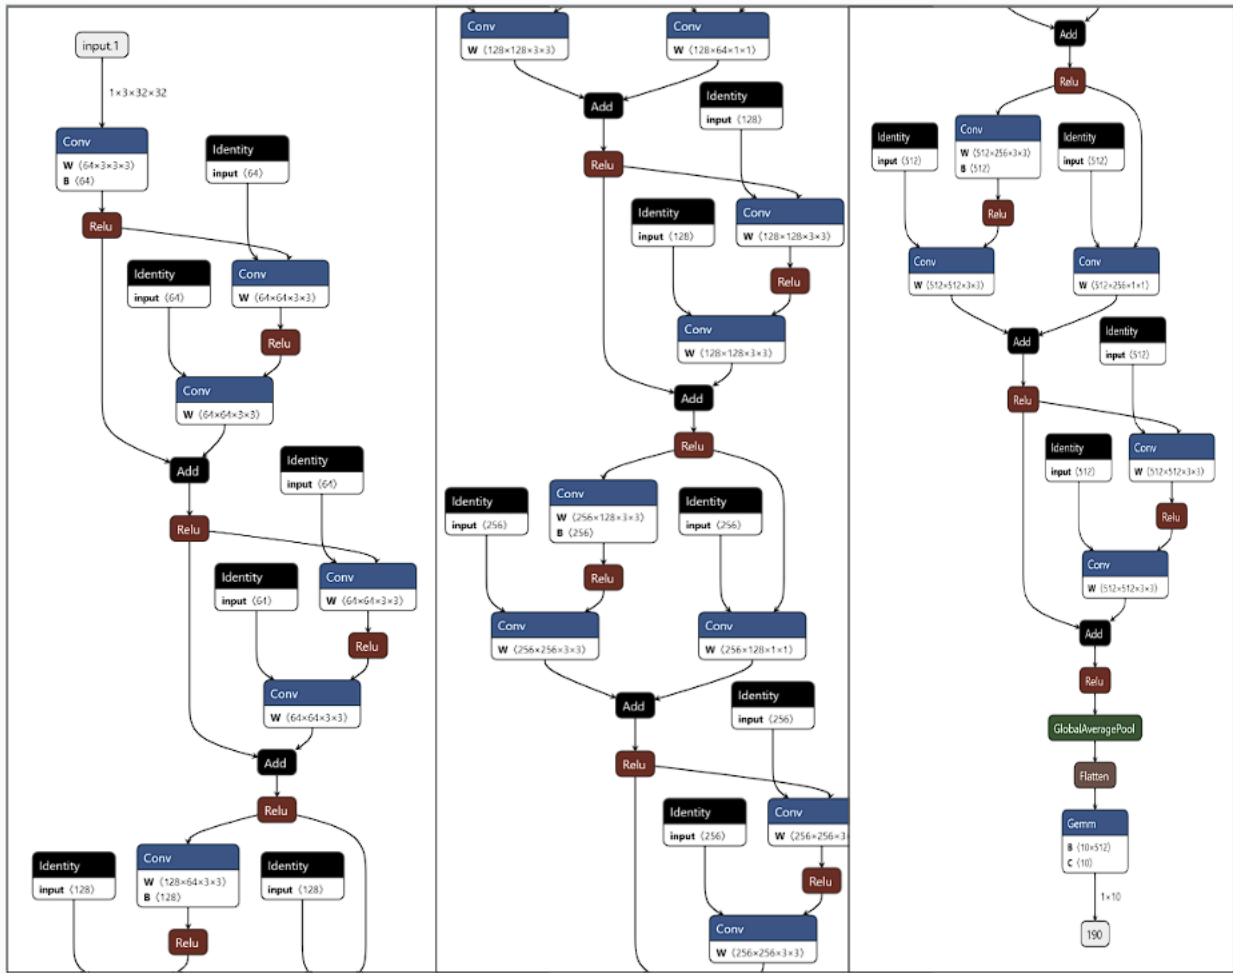 input.1
1×3×32×32
Conv
W ⟨64×3×3×3⟩
B ⟨64⟩
Identity
input ⟨64⟩
Relu
Identity
input ⟨64⟩
Conv
W ⟨64×64×3×3⟩
Relu
Conv
W ⟨64×64×3×3⟩
Add
Identity
input ⟨64⟩
Relu
Identity
input ⟨64⟩
Conv
W ⟨64×64×3×3⟩
Relu
Conv
W ⟨64×64×3×3⟩
Add
Relu
Identity
input ⟨128⟩
Conv
W ⟨128×64×3×3⟩
B ⟨128⟩
Identity
input ⟨128⟩
Relu
Conv
W ⟨128×128×3×3⟩
Conv
W ⟨128×64×1×1⟩
Add
Identity
input ⟨128⟩
Relu
Identity
input ⟨128⟩
Conv
W ⟨128×128×3×3⟩
Relu
Conv
W ⟨128×128×3×3⟩
Add
Relu
Identity
input ⟨256⟩
Conv
W ⟨256×128×3×3⟩
B ⟨256⟩
Identity
input ⟨256⟩
Relu
Conv
W ⟨256×256×3×3⟩
Conv
W ⟨256×128×1×1⟩
Add
Identity
input ⟨256⟩
Relu
Identity
input ⟨256⟩
Conv
W ⟨256×256×3
Relu
Conv
W ⟨256×256×3×3⟩
Add
Relu
Identity
input ⟨512⟩
Conv
W ⟨512×256×3×3⟩
B ⟨512⟩
Identity
input ⟨512⟩
Relu
Conv
W ⟨512×512×3×3⟩
Conv
W ⟨512×256×1×1⟩
Add
Identity
input ⟨512⟩
Relu
Identity
input ⟨512⟩
Conv
W ⟨512×512×3×3⟩
Relu
Conv
W ⟨512×512×3×3⟩
Add
Relu
GlobalAveragePool
Flatten
Gemm
B ⟨10×512⟩
C ⟨10⟩
1×10
190